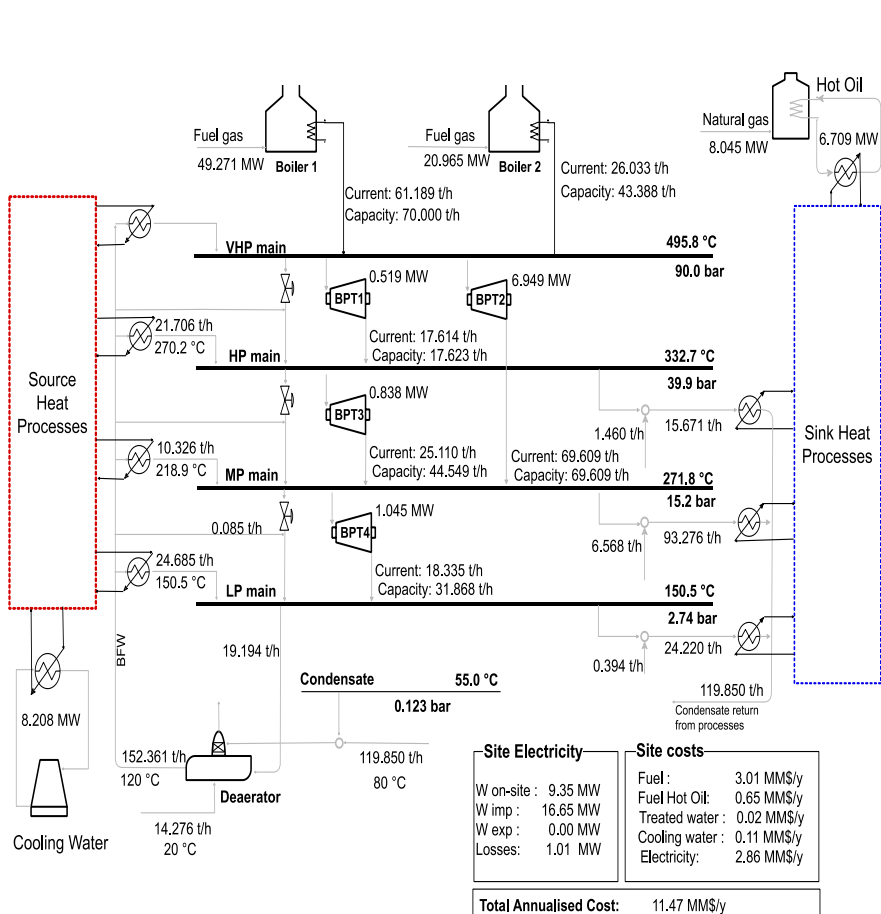 Hot Oil
Natural gas
8.045 MW
6.709 MW
Fuel gas
49.271 MW
Boiler 1
Fuel gas
20.965 MW
Boiler 2
Current: 61.189 t/h
Capacity: 70.000 t/h
Current: 26.033 t/h
Capacity: 43.388 t/h
VHP main
495.8 °C
90.0 bar
0.519 MW
BPT1
6.949 MW
BPT2
21.706 t/h
270.2 °C
Current: 17.614 t/h
Capacity: 17.623 t/h
HP main
332.7 °C
39.9 bar
Source
Heat
Processes
0.838 MW
BPT3
1.460 t/h
15.671 t/h
Sink Heat
Processes
10.326 t/h
218.9 °C
Current: 25.110 t/h
Capacity: 44.549 t/h
Current: 69.609 t/h
Capacity: 69.609 t/h
MP main
271.8 °C
15.2 bar
0.085 t/h
1.045 MW
BPT4
6.568 t/h
93.276 t/h
24.685 t/h
150.5 °C
Current: 18.335 t/h
Capacity: 31.868 t/h
LP main
150.5 °C
2.74 bar
BFW
19.194 t/h
0.394 t/h
24.220 t/h
Condensate
55.0 °C
0.123 bar
119.850 t/h
Condensate return
from processes
8.208 MW
152.361 t/h
120 °C
Deaerator
119.850 t/h
80 °C
14.276 t/h
20 °C
Cooling Water
Site Electricity
W on-site : 9.35 MW
W imp : 16.65 MW
W exp : 0.00 MW
Losses: 1.01 MW
Site costs
Fuel : 3.01 MM$/y
Fuel Hot Oil: 0.65 MM$/y
Treated water : 0.02 MM$/y
Cooling water : 0.11 MM$/y
Electricity: 2.86 MM$/y
Total Annualised Cost: 11.47 MM$/y